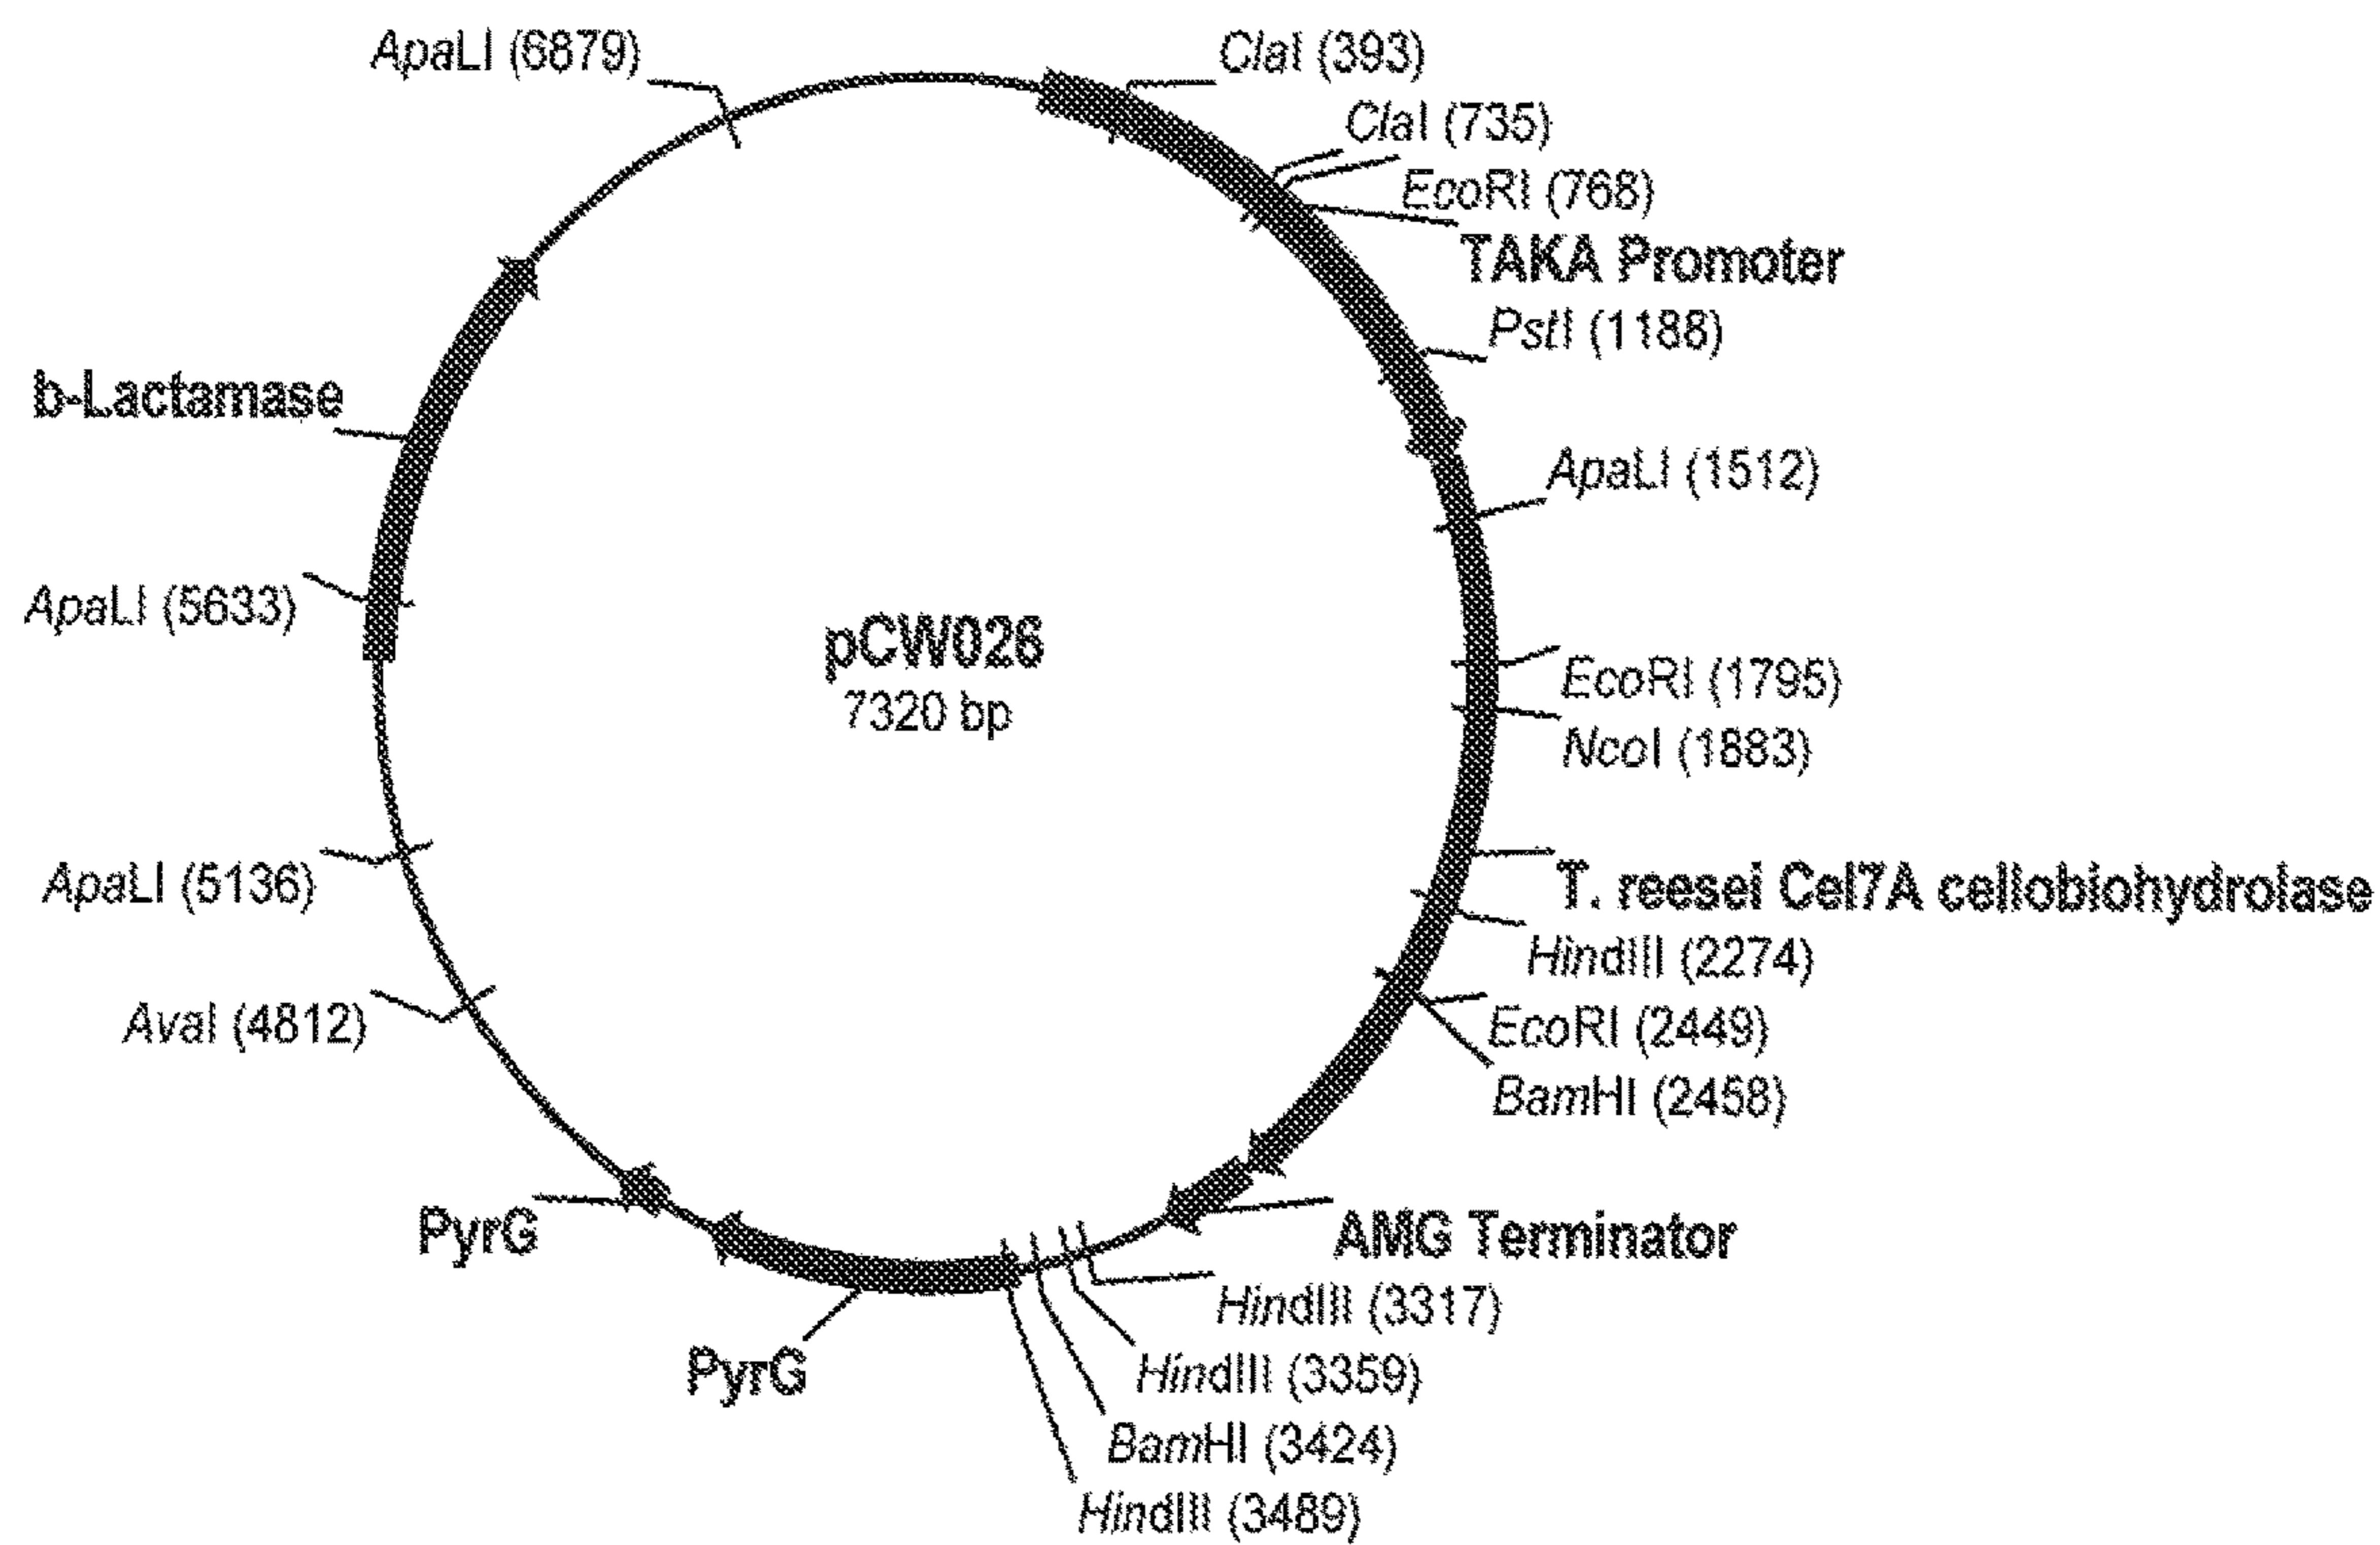 ApaLI (6879)
ClaI (393)
ClaI (735)
EcoRI (768)
TAKA Promoter
PstI (1188)
ApaLI (1512)
EcoRI (1795)
NcoI (1883)
T. reesei Cel7A cellobiohydrolase
HindIII (2274)
EcoRI (2449)
BamHI (2458)
AMG Terminator
HindIII (3317)
HindIII (3359)
BamHI (3424)
HindIII (3489)
PyrG
PyrG
AvaI (4812)
ApaLI (5136)
ApaLI (5633)
b-Lactamase
pCW026
7320 bp